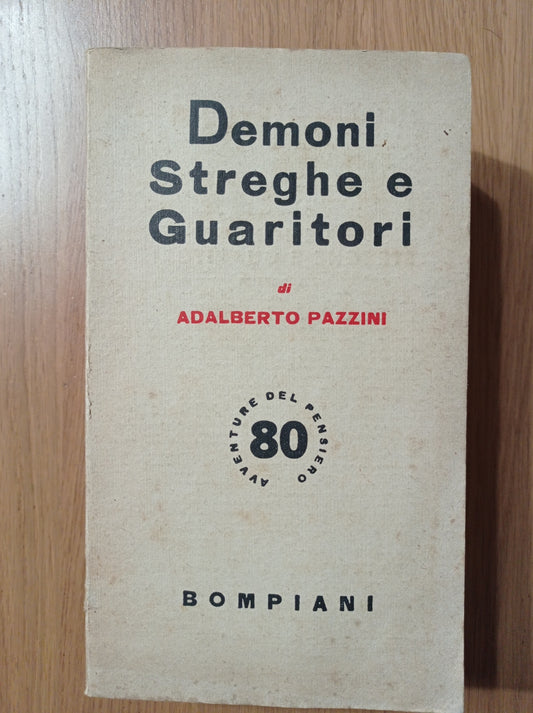 Demoni
Streghe e
Guaritori
di
ADALBERTO PAZZINI
AVVENTURE DEL PENSIERO
80
BOMPIANI